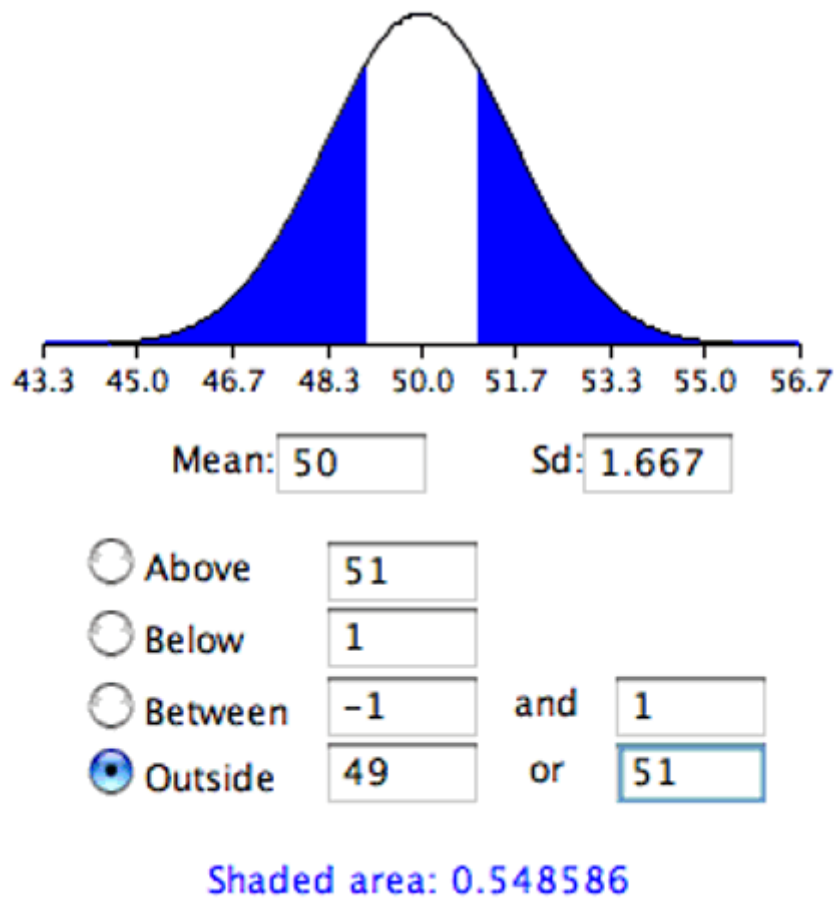 43.3 45.0 46.7 48.3 50.0 51.7 53.3 55.0 56.7
Mean: 50 Sd: 1.667
Above 51
Below 1
Between -1 and 1
Outside 49 or 51
Shaded area: 0.548586